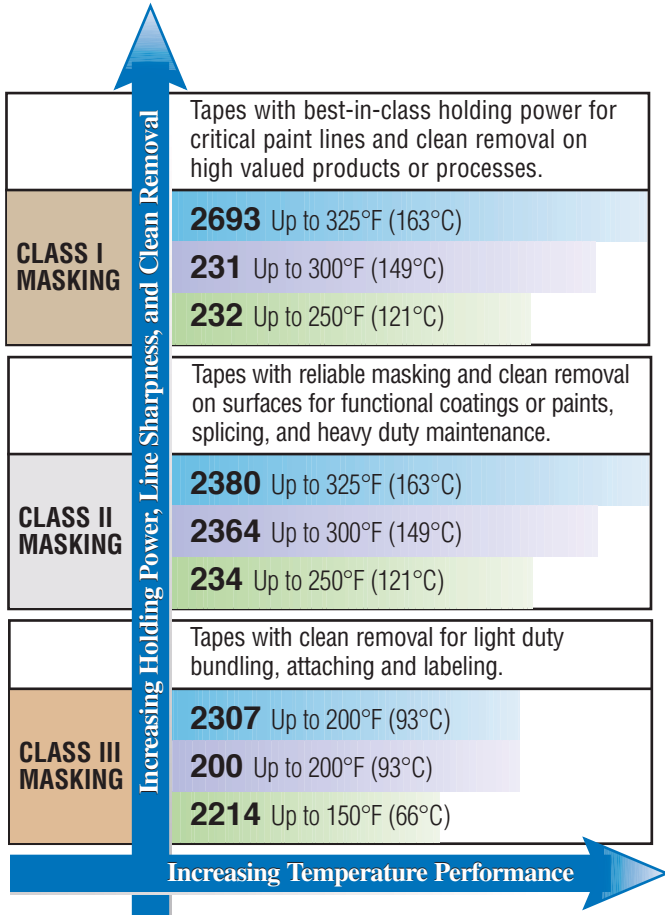 Increasing Holding Power, Line Sharpness, and Clean Removal
Tapes with best-in-class holding power for
critical paint lines and clean removal on
high valued products or processes.
CLASS I
MASKING
2693 Up to 325°F (163°C)
231 Up to 300°F (149°C)
232 Up to 250°F (121°C)
Tapes with reliable masking and clean removal
on surfaces for functional coatings or paints,
splicing, and heavy duty maintenance.
CLASS II
MASKING
2380 Up to 325°F (163°C)
2364 Up to 300°F (149°C)
234 Up to 250°F (121°C)
Tapes with clean removal for light duty
bundling, attaching and labeling.
CLASS III
MASKING
2307 Up to 200°F (93°C)
200 Up to 200°F (93°C)
2214 Up to 150°F (66°C)
Increasing Temperature Performance